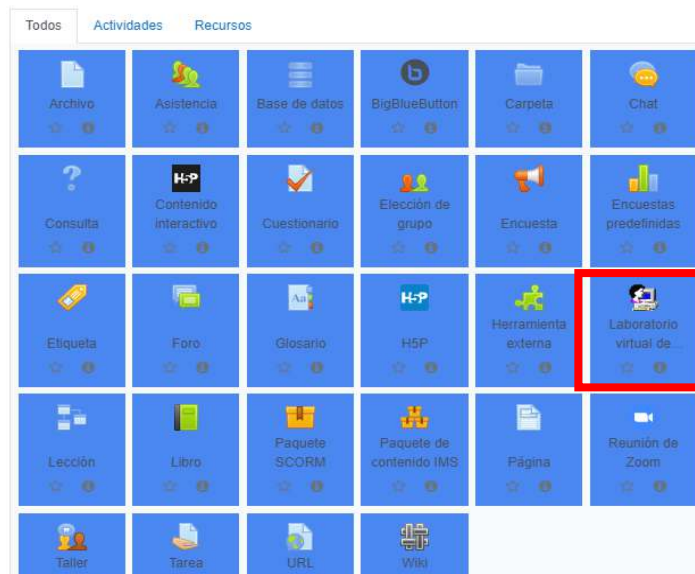 Todos Actividades Recursos
Archivo Asistencia Base de datos BigBlueButton Carpeta Chat
Consulta Contenido interactivo Cuestionario Elección de grupo Encuesta Encuestas predefinidas
Etiqueta Foro Glosario H5P Herramienta externa Laboratorio virtual de...
Lección Libro Paquete SCORM Paquete de contenido IMS Página Reunión de Zoom
Taller Tarea URL Wiki